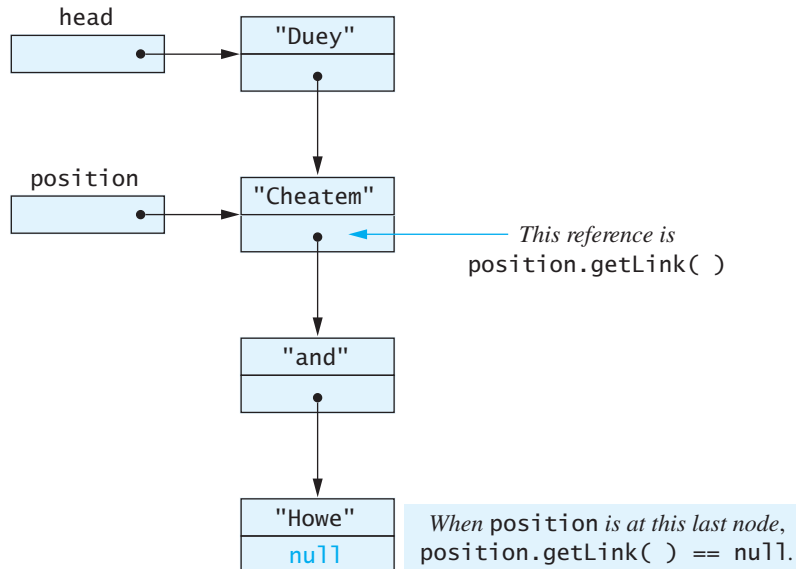 head
"Duey"
position
"Cheatem"
This reference is
position.getLink( )
"and"
"Howe"
null
When position is at this last node,
position.getLink( ) == null.